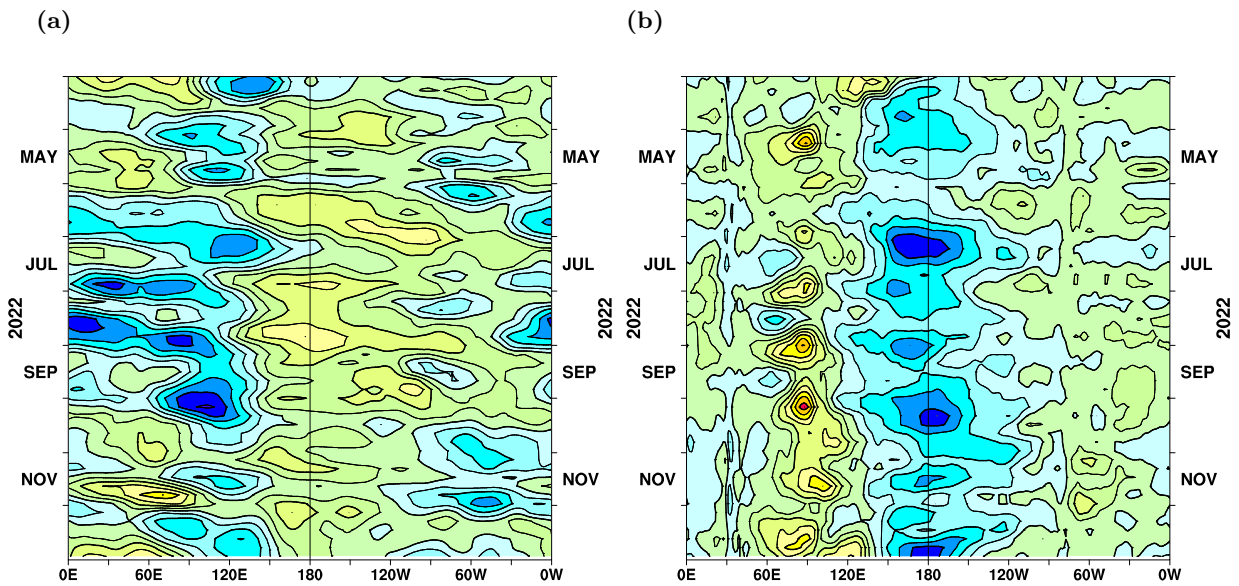 (a) (b)
MAY MAY MAY
JUL JUL JUL JUL
2022 2022 2022 2022
SEP SEP SEP SEP
NOV NOV NOV NOV
0E 60E 120E 180 120W 60W 0W 0E 60E 120E 180 120W 60W 0W